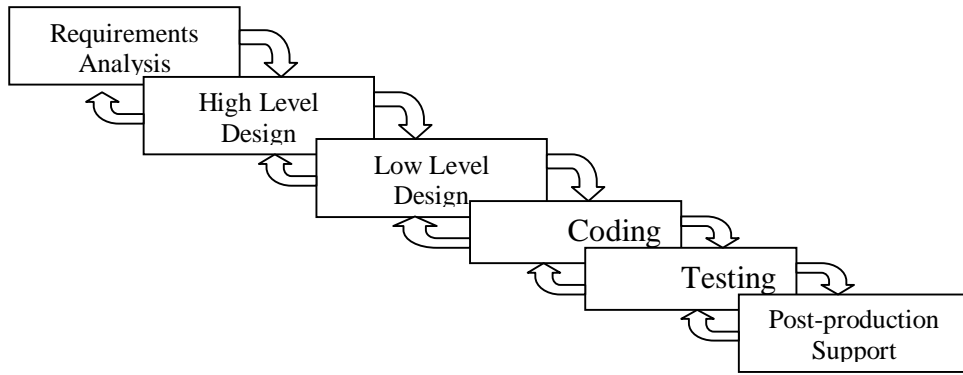 Requirements
Analysis
High Level
Design
Low Level
Design
Coding
Testing
Post-production
Support